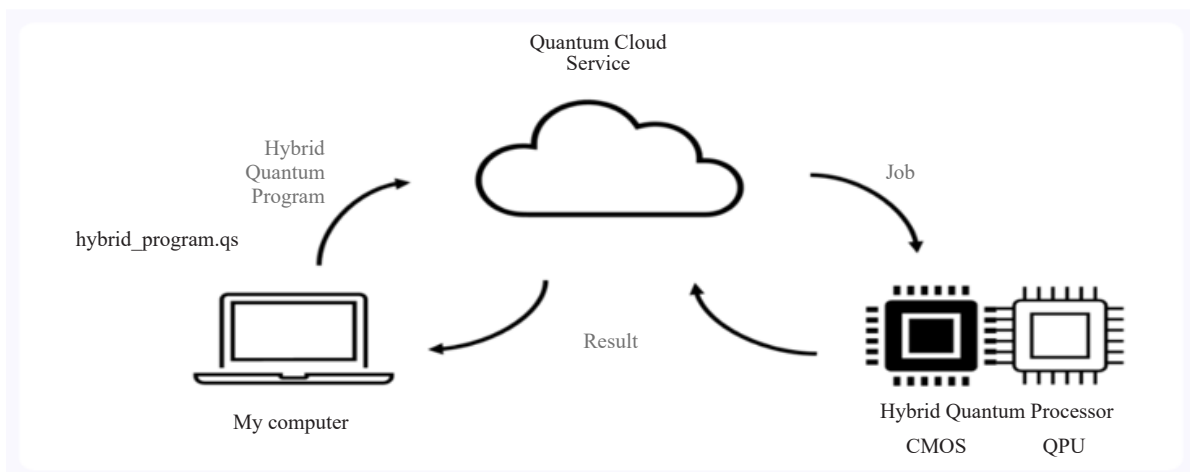 Quantum Cloud
Service
Hybrid
Quantum
Program
Job
hybrid_program.qs
Result
My computer
Hybrid Quantum Processor
CMOS QPU